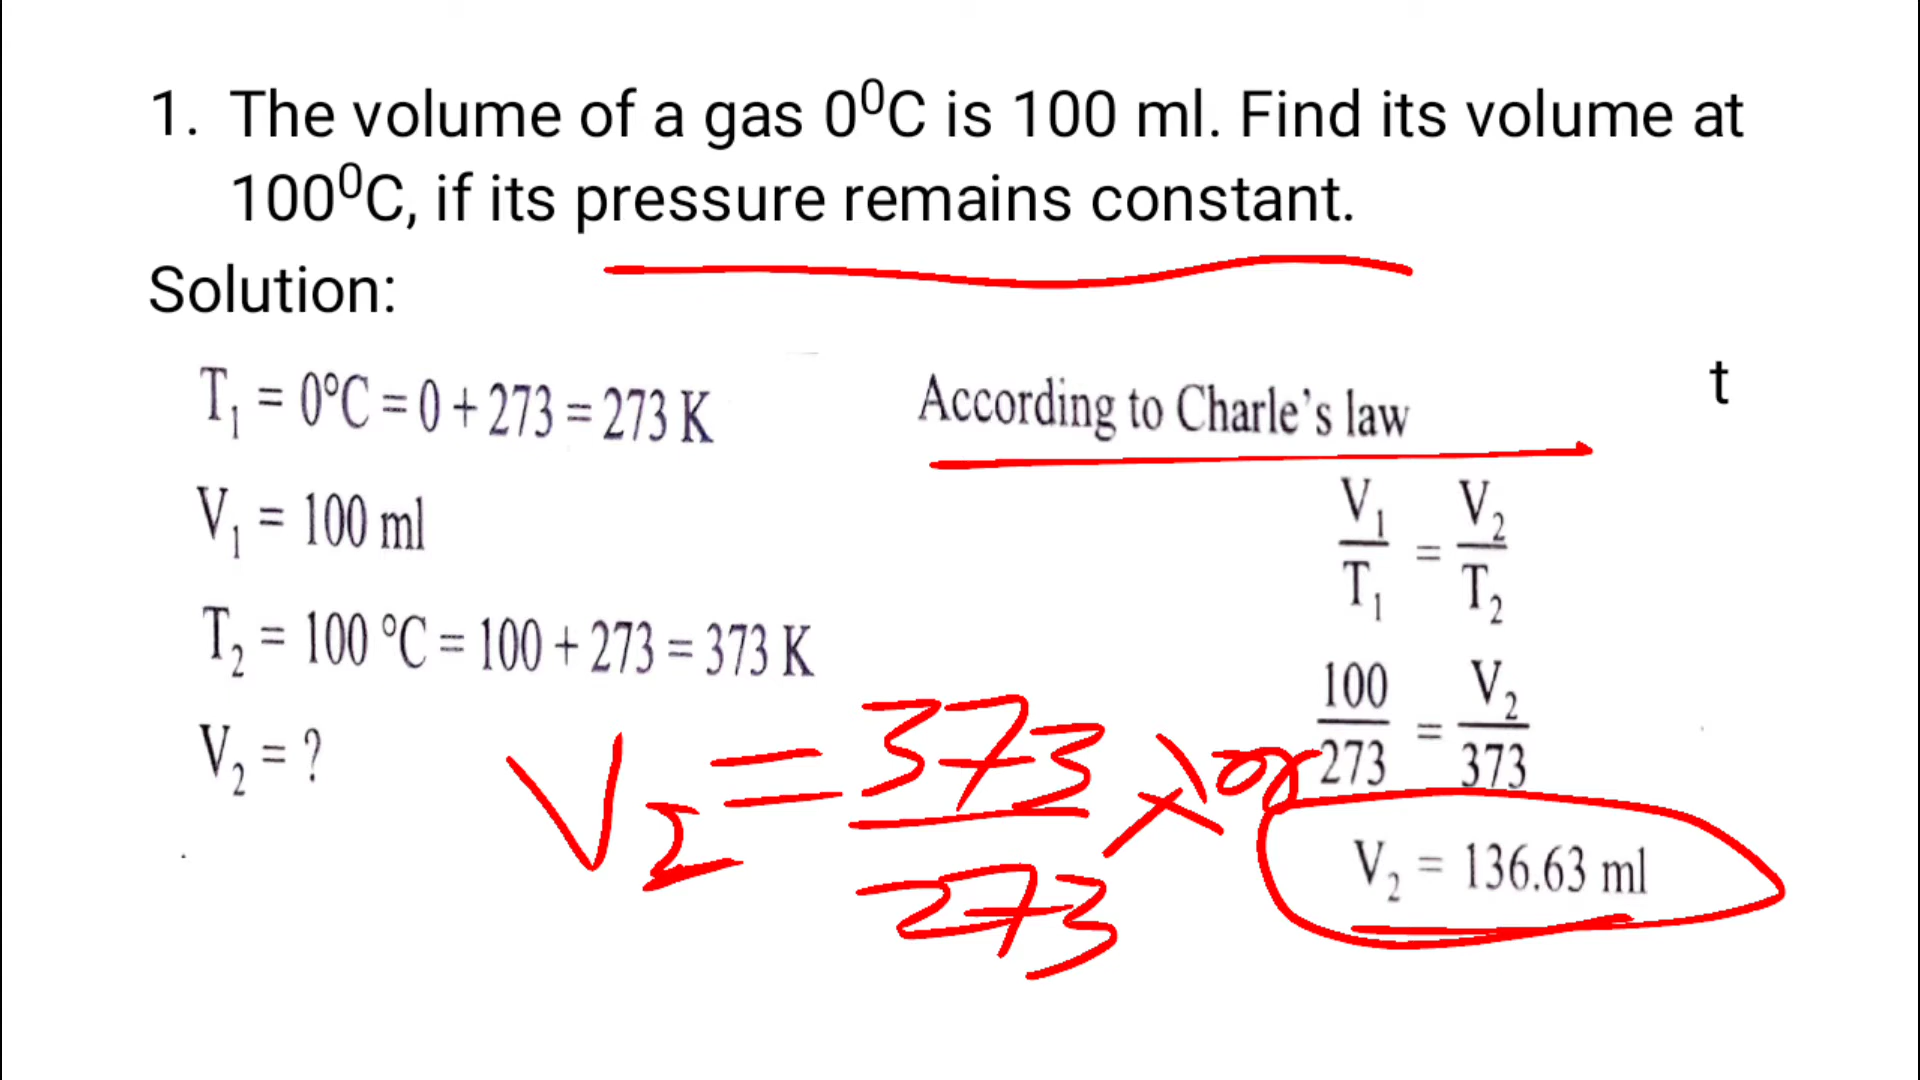 1. The volume of a gas 0⁰C is 100 ml. Find its volume at
100⁰C, if its pressure remains constant.
Solution:
T₁ = 0°C = 0 + 273 = 273 K
V₁ = 100 ml
T₂ = 100 °C = 100 + 273 = 373 K
V₂ = ?
According to Charle's law
t
V₁/T₁ = V₂/T₂
100/273 = V₂/373
V₂ = 136.63 ml
V₂ = 373/273 ×